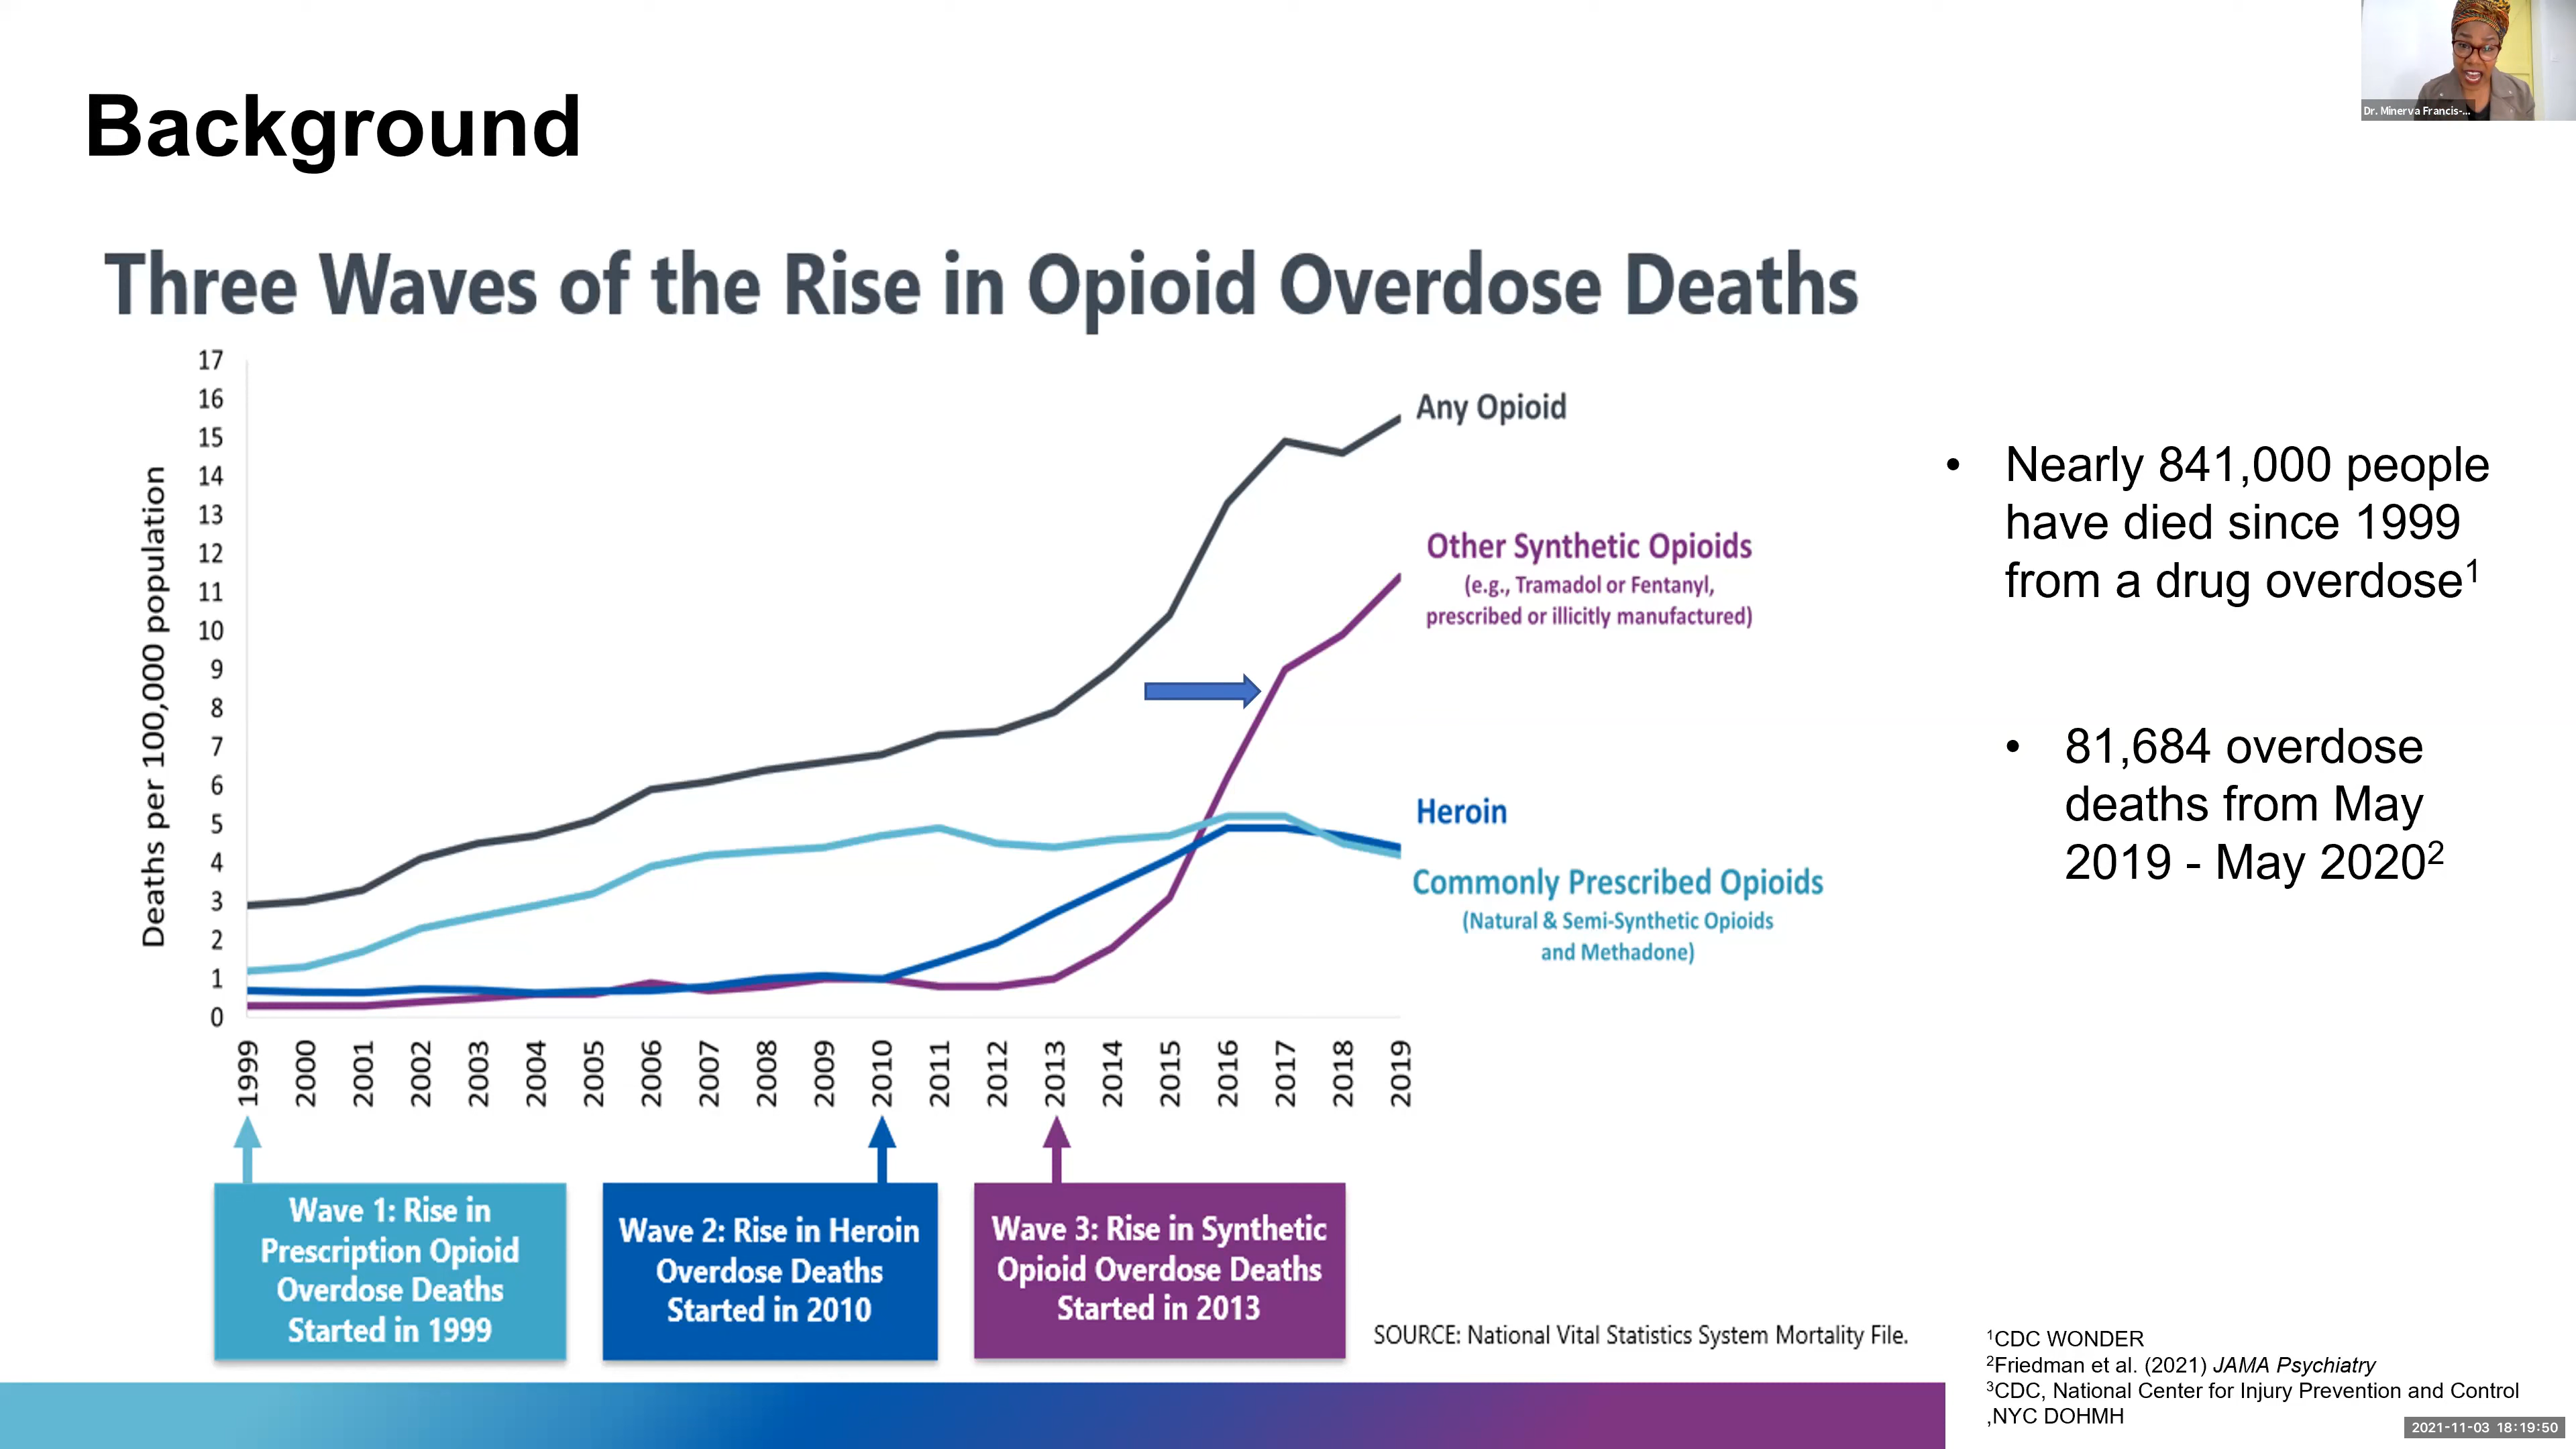 Dr. Minerva Francis-...
Background
Three Waves of the Rise in Opioid Overdose Deaths
Deaths per 100,000 population
17
16
15
14
13
12
11
10
9
8
7
6
5
4
3
2
1
0
1999
2000
2001
2002
2003
2004
2005
2006
2007
2008
2009
2010
2011
2012
2013
2014
2015
2016
2017
2018
2019
Any Opioid
Other Synthetic Opioids
(e.g., Tramadol or Fentanyl,
prescribed or illicitly manufactured)
Heroin
Commonly Prescribed Opioids
(Natural & Semi-Synthetic Opioids
and Methadone)
Wave 1: Rise in
Prescription Opioid
Overdose Deaths
Started in 1999
Wave 2: Rise in Heroin
Overdose Deaths
Started in 2010
Wave 3: Rise in Synthetic
Opioid Overdose Deaths
Started in 2013
SOURCE: National Vital Statistics System Mortality File.
• Nearly 841,000 people
have died since 1999
from a drug overdose¹
• 81,684 overdose
deaths from May
2019 - May 2020²
¹CDC WONDER
²Friedman et al. (2021) JAMA Psychiatry
³CDC, National Center for Injury Prevention and Control
,NYC DOHMH
2021-11-03 18:19:50